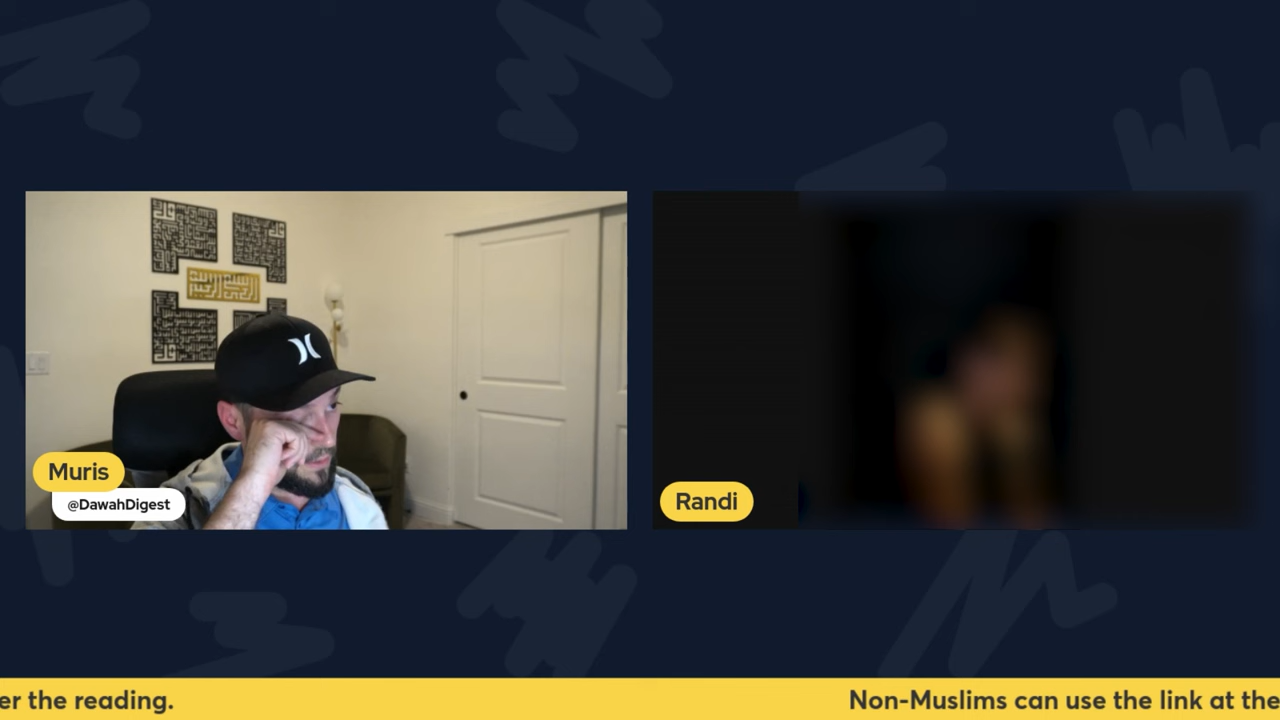 Muris
@DawahDigest
Randi
er the reading.
Non-Muslims can use the link at the